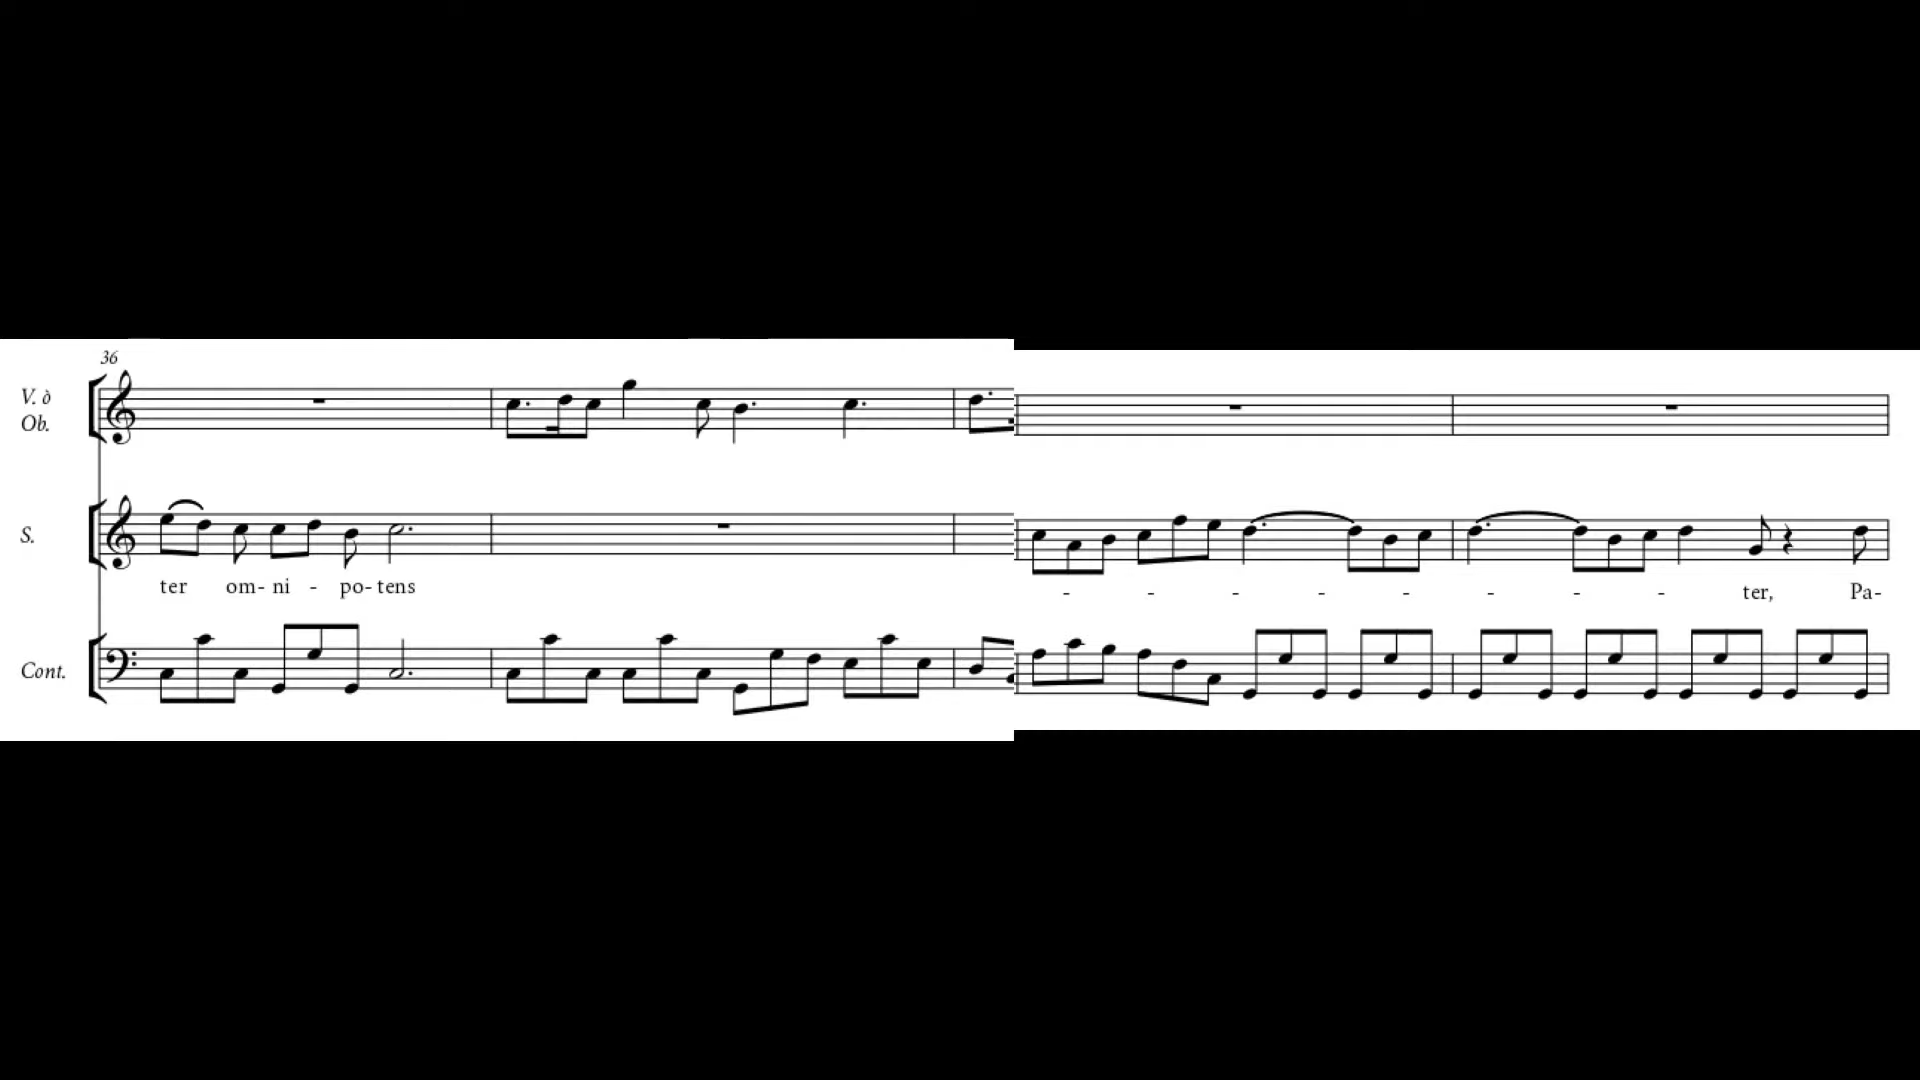 36
V. ò
Ob.
S.
ter om- ni - po- tens
- - - - - - - - ter, Pa-
Cont.